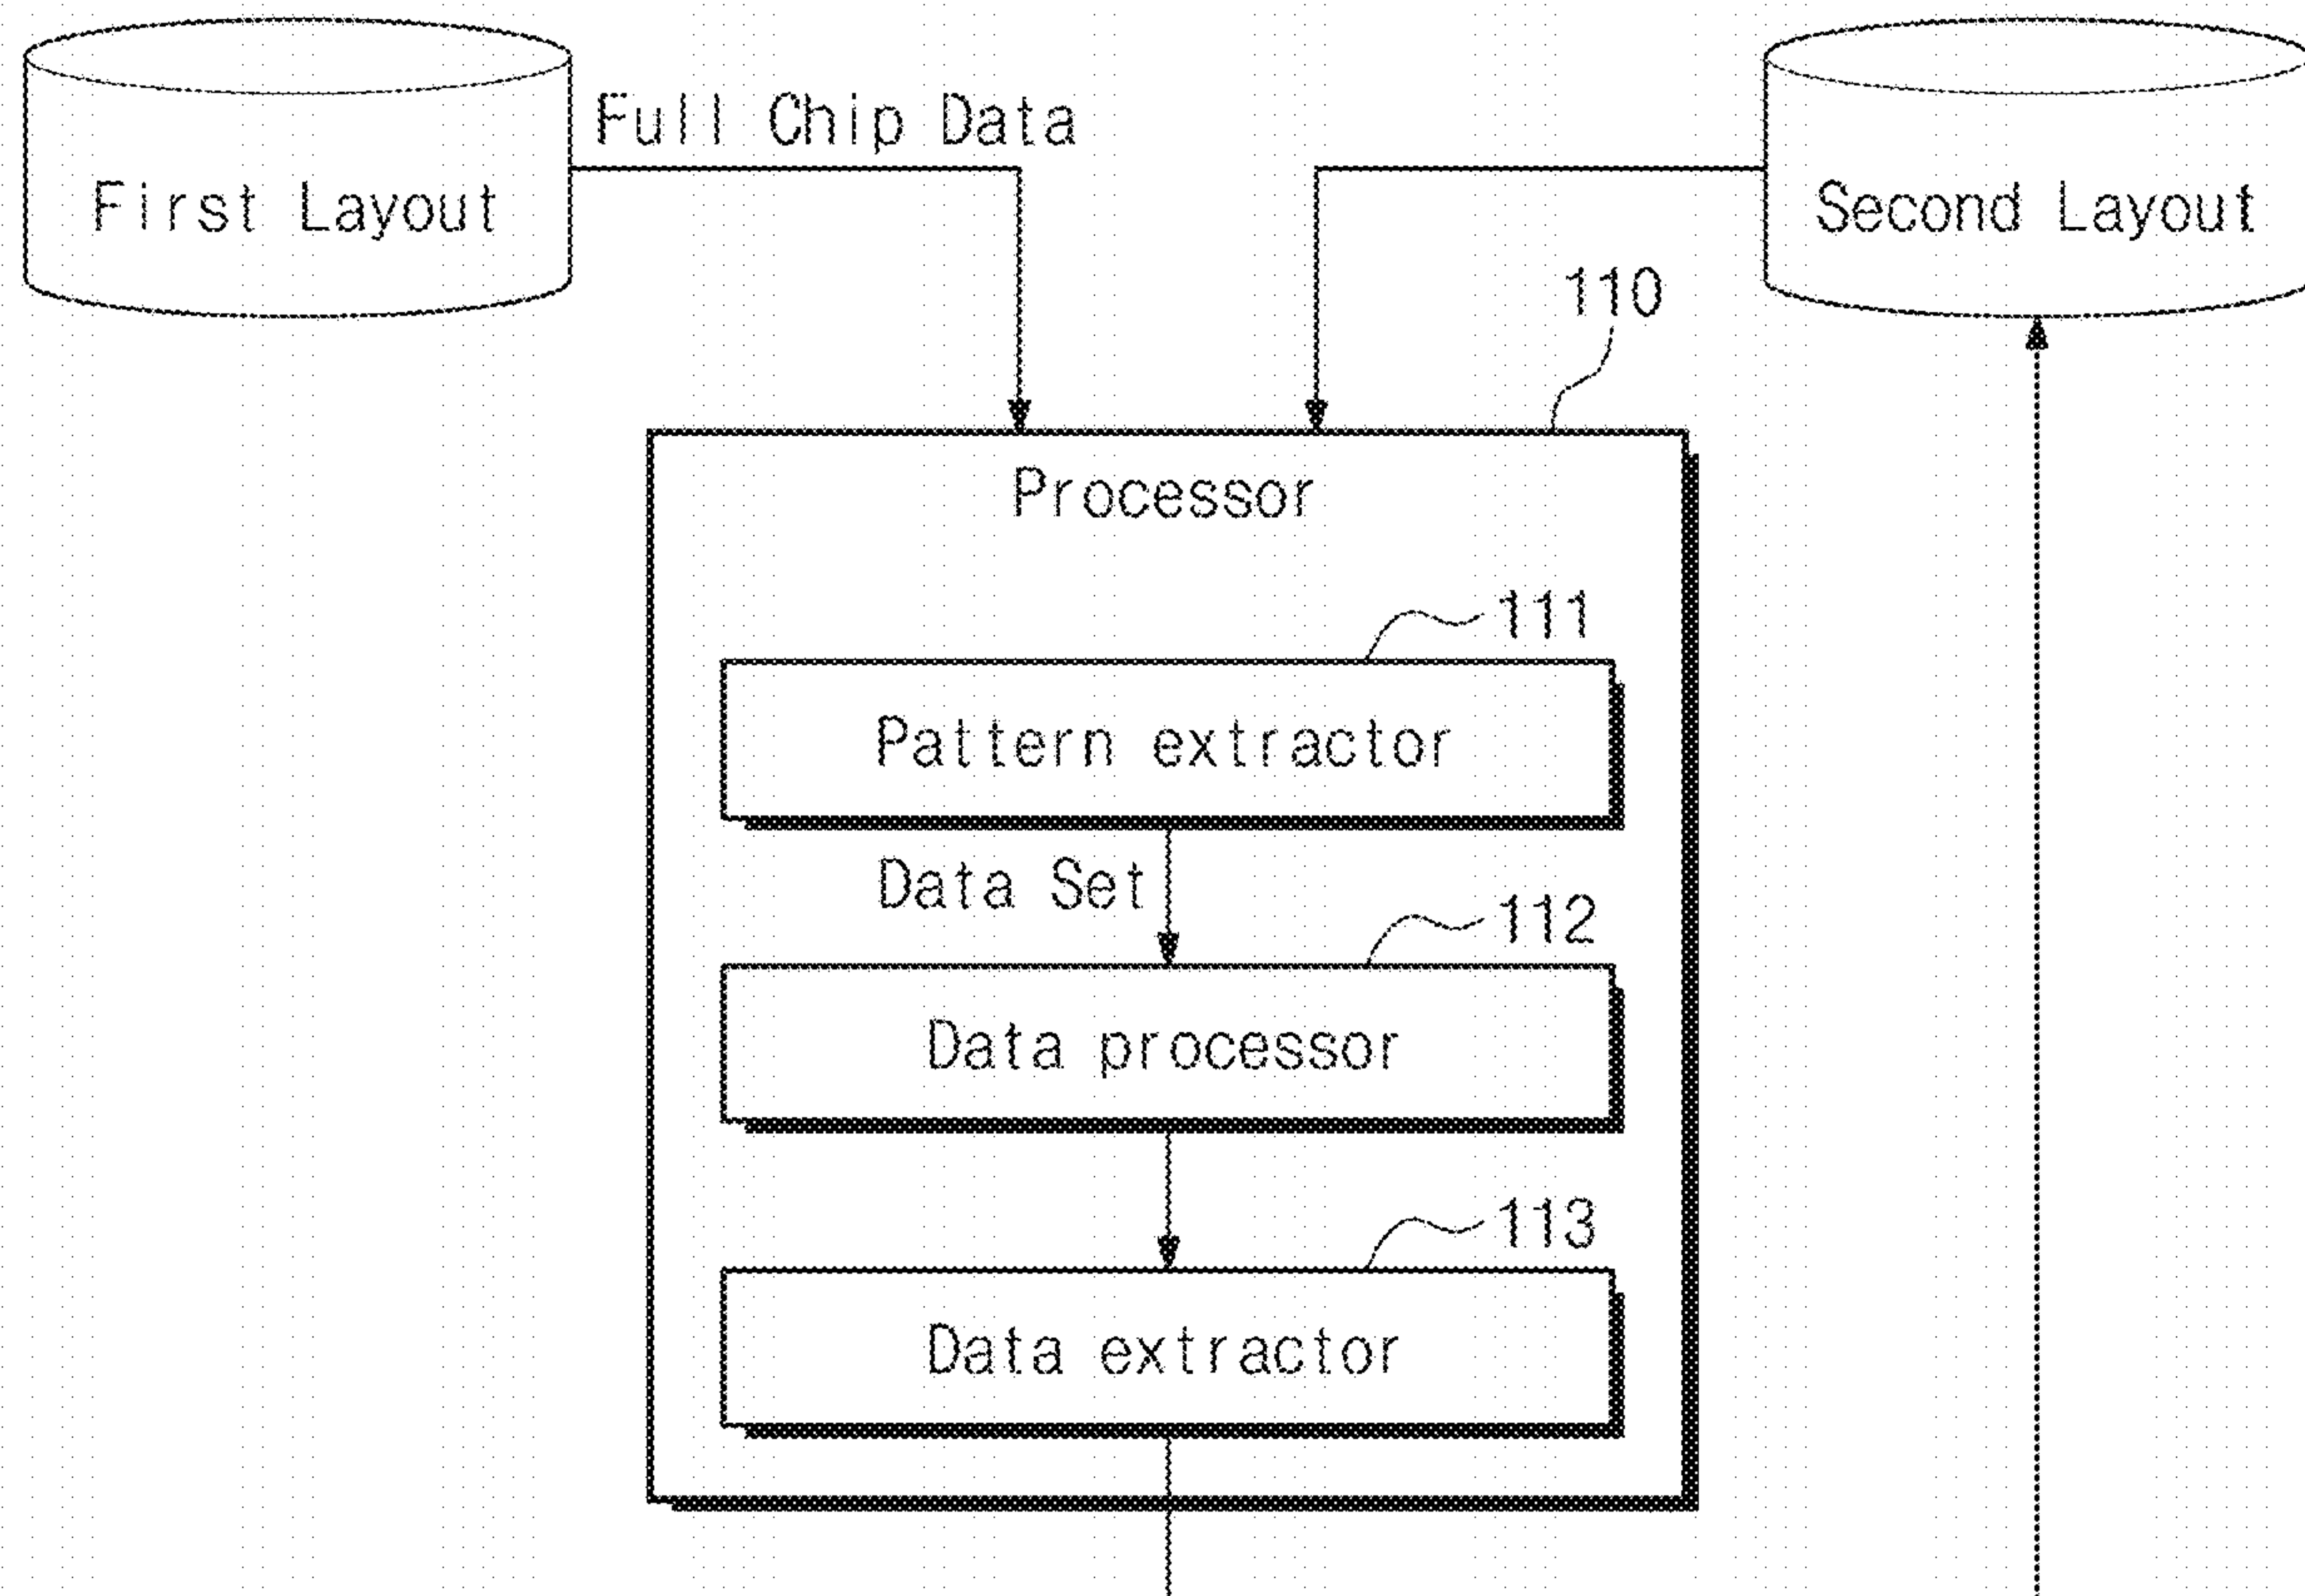 Full Chip Data
First Layout
Second Layout
110
Processor
111
Pattern extractor
Data Set
112
Data processor
113
Data extractor